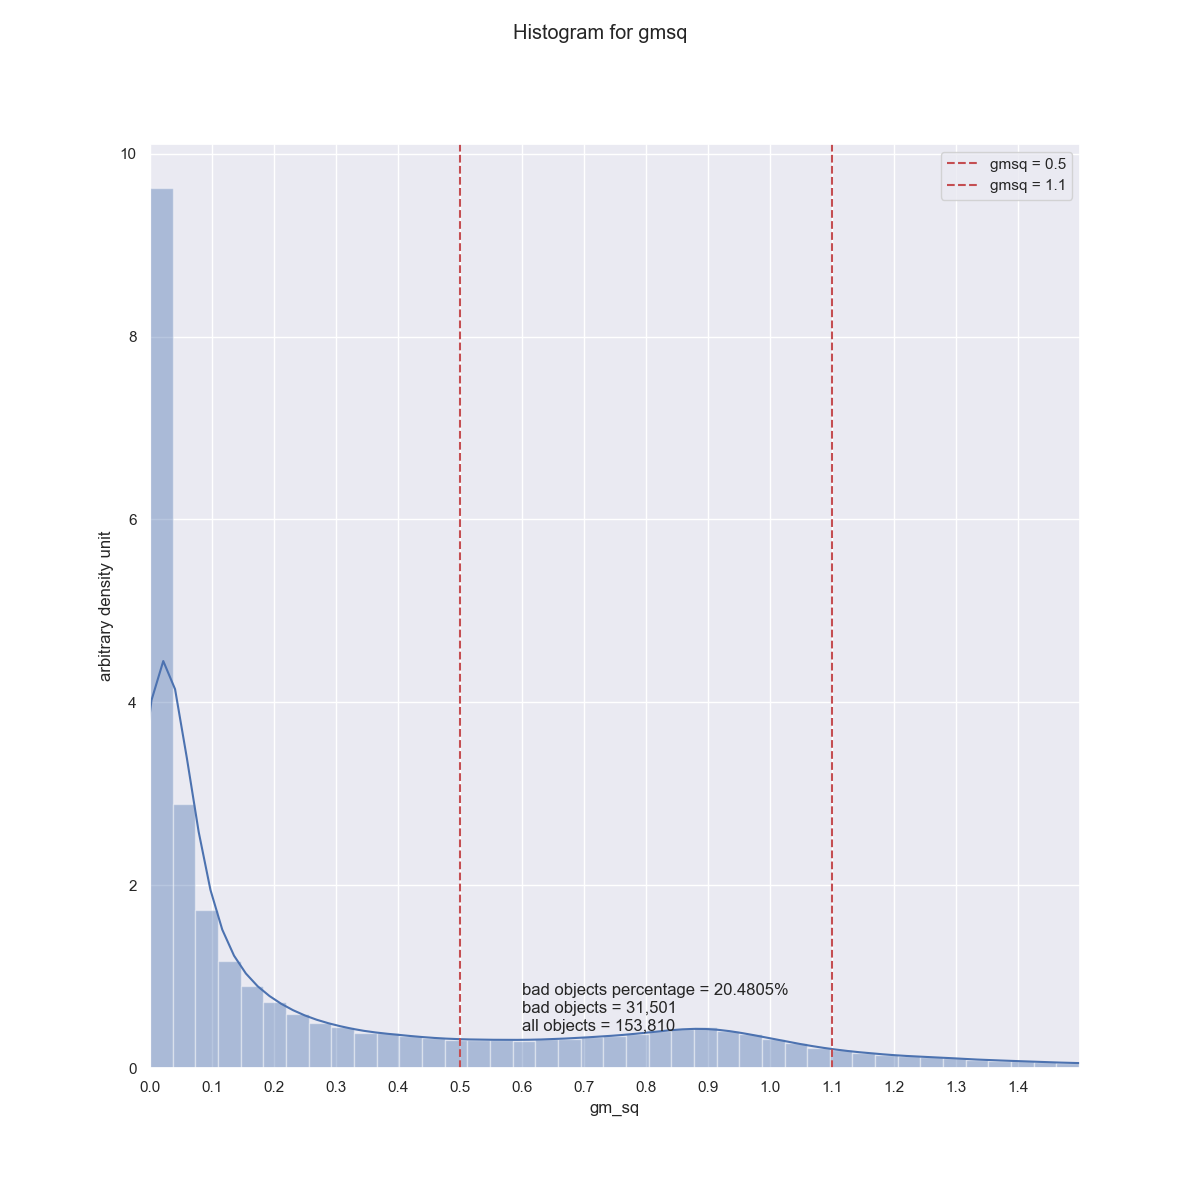 Histogram for gmsq
gmsq = 0.5
gmsq = 1.1
10
8
6
4
2
0
arbitrary density unit
bad objects percentage = 20.4805%
bad objects = 31,501
all objects = 153,810
0.0 0.1 0.2 0.3 0.4 0.5 0.6 0.7 0.8 0.9 1.0 1.1 1.2 1.3 1.4
gm_sq